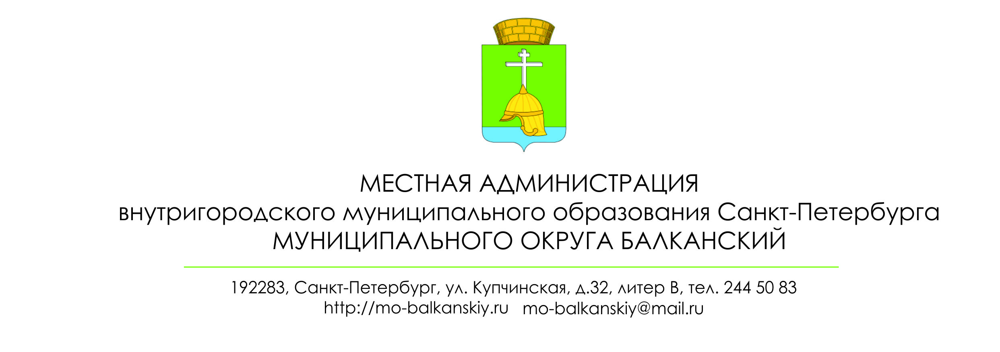 МЕСТНАЯ АДМИНИСТРАЦИЯ
внутригородского муниципального образования Санкт-Петербурга
МУНИЦИПАЛЬНОГО ОКРУГА БАЛКАНСКИЙ
192283, Санкт-Петербург, ул. Купчинская, д.32, литер В, тел. 244 50 83
http://mo-balkanskiy.ru mo-balkanskiy@mail.ru